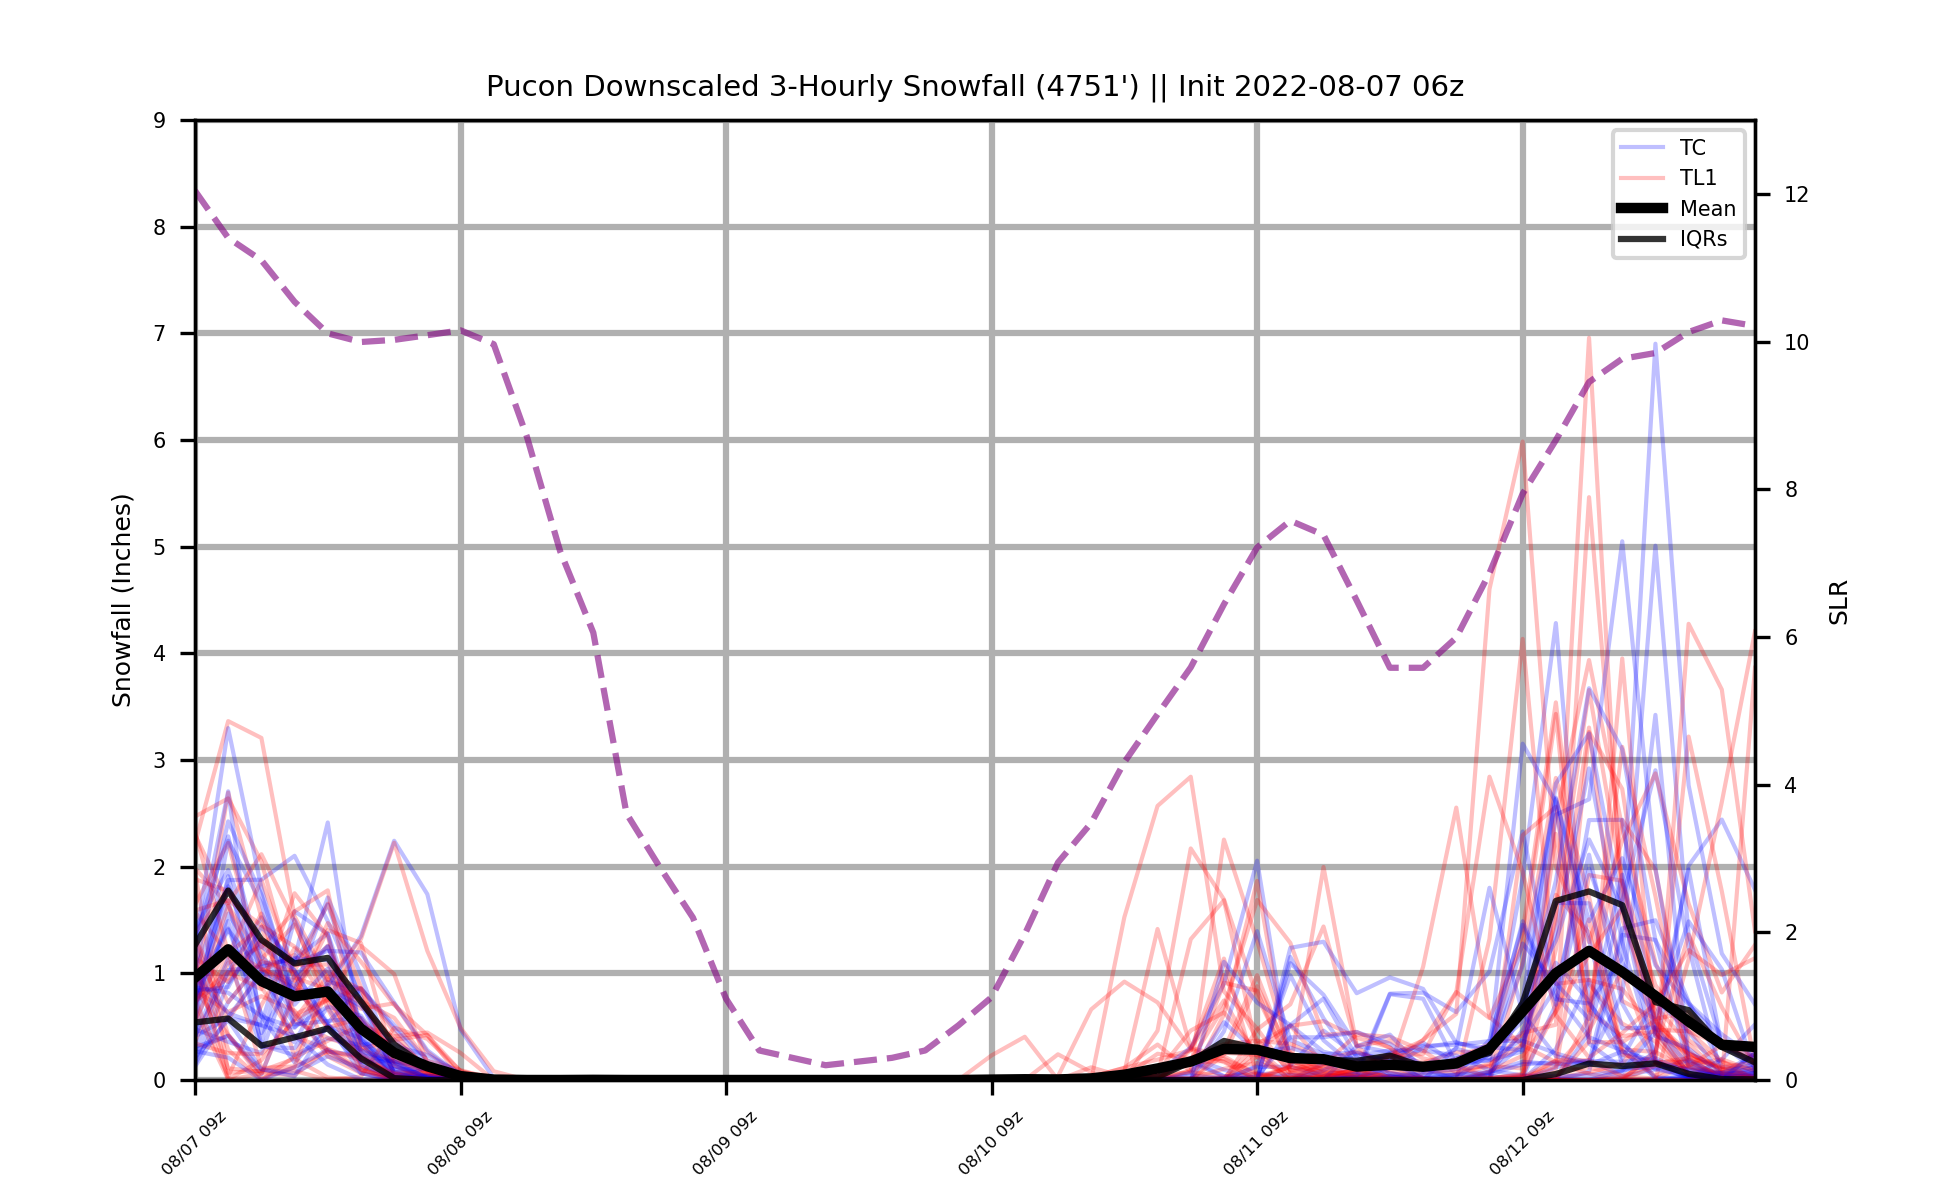 Pucon Downscaled 3-Hourly Snowfall (4751') || Init 2022-08-07 06z
TC
TL1
Mean
IQRs
Snowfall (Inches)
9
8
7
6
5
4
3
2
1
0
12
10
8
6
4
2
0
SLR
08/07 09z
08/08 09z
08/09 09z
08/10 09z
08/11 09z
08/12 09z